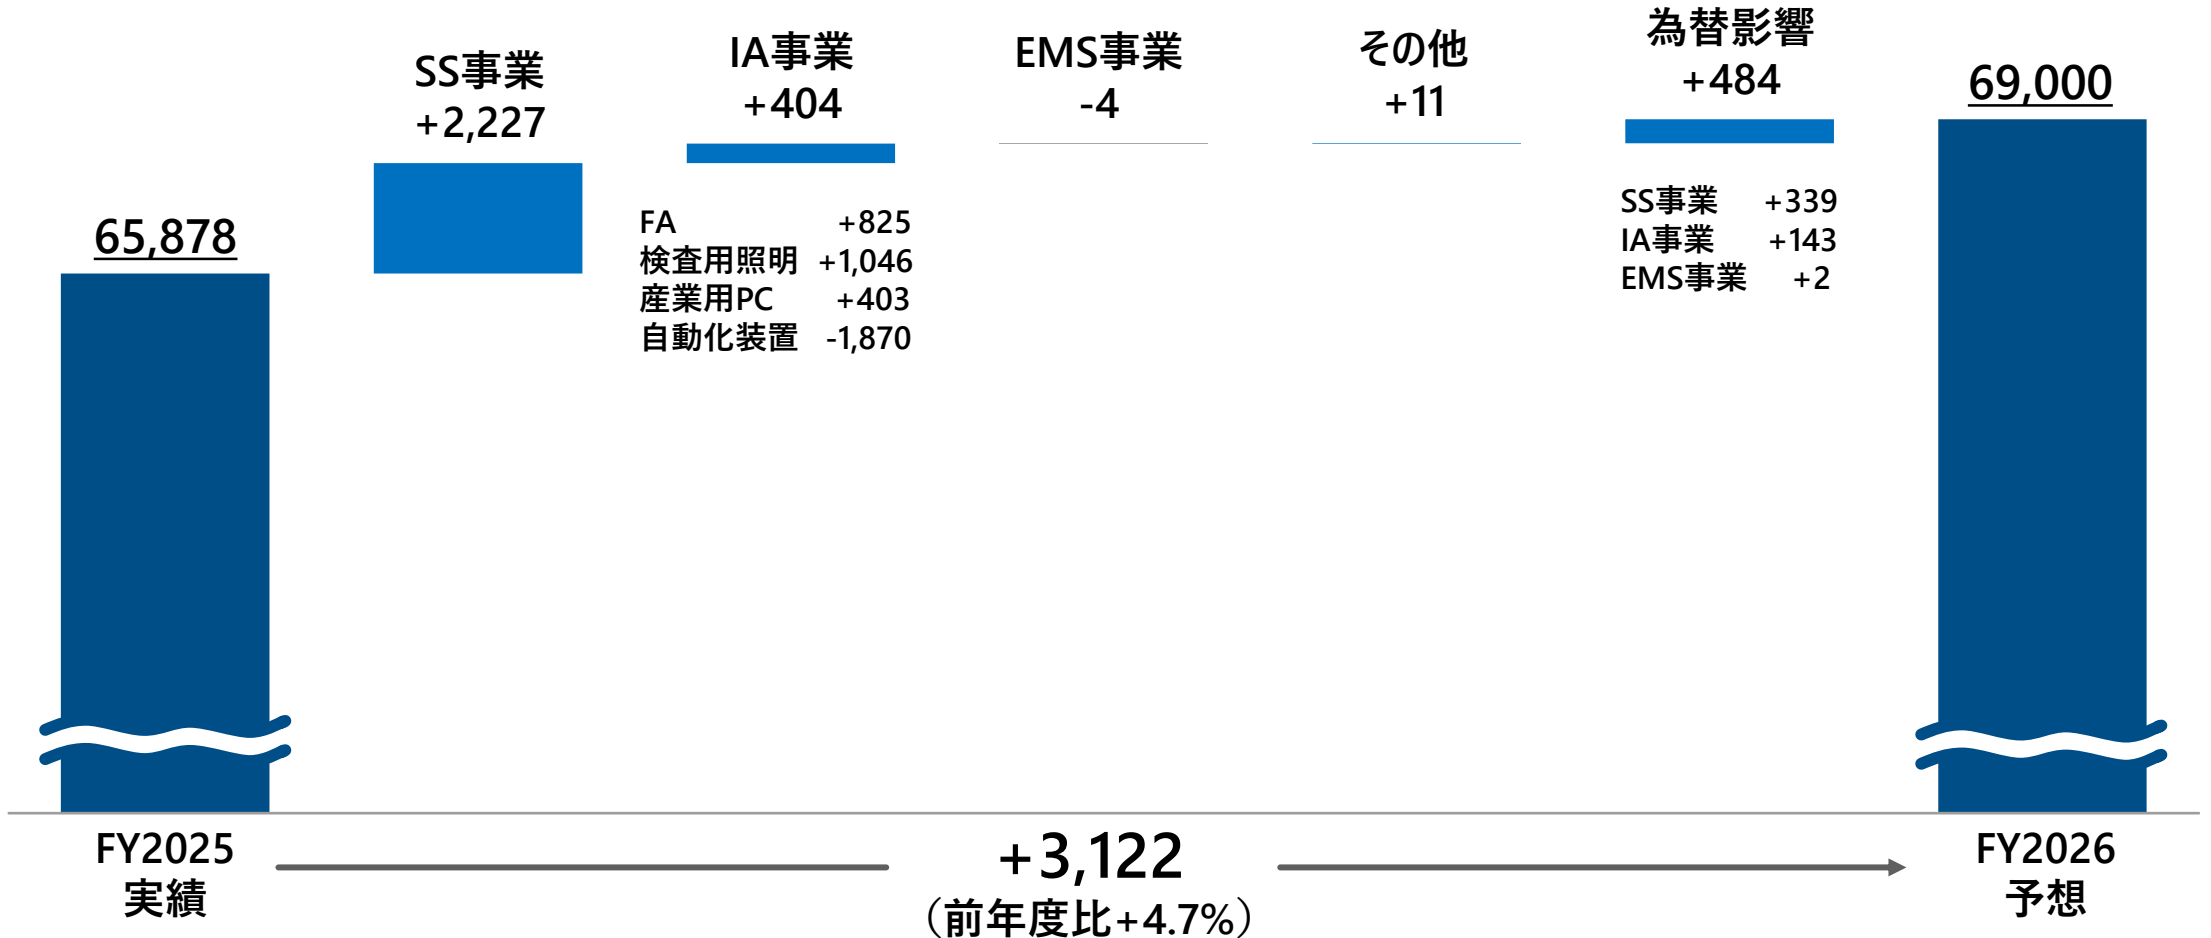 65,878
SS事業
+2,227
IA事業
+404
FA +825
検査用照明 +1,046
産業用PC +403
自動化装置 -1,870
EMS事業
-4
その他
+11
為替影響
+484
SS事業 +339
IA事業 +143
EMS事業 +2
69,000
FY2025
実績
+3,122
（前年度比+4.7%）
FY2026
予想